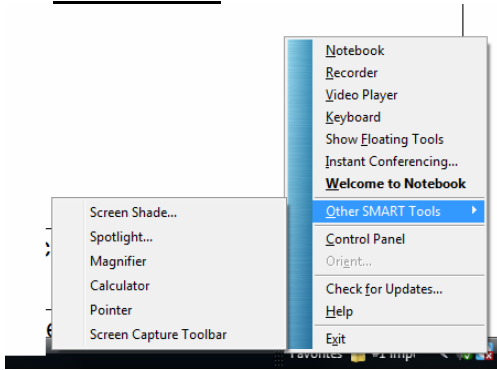 Notebook
Recorder
Video Player
Keyboard
Show Floating Tools
Instant Conferencing...
Welcome to Notebook
Other SMART Tools
Control Panel
Orient...
Check for Updates...
Help
Exit
Screen Shade...
Spotlight...
Magnifier
Calculator
Pointer
Screen Capture Toolbar
Favorites